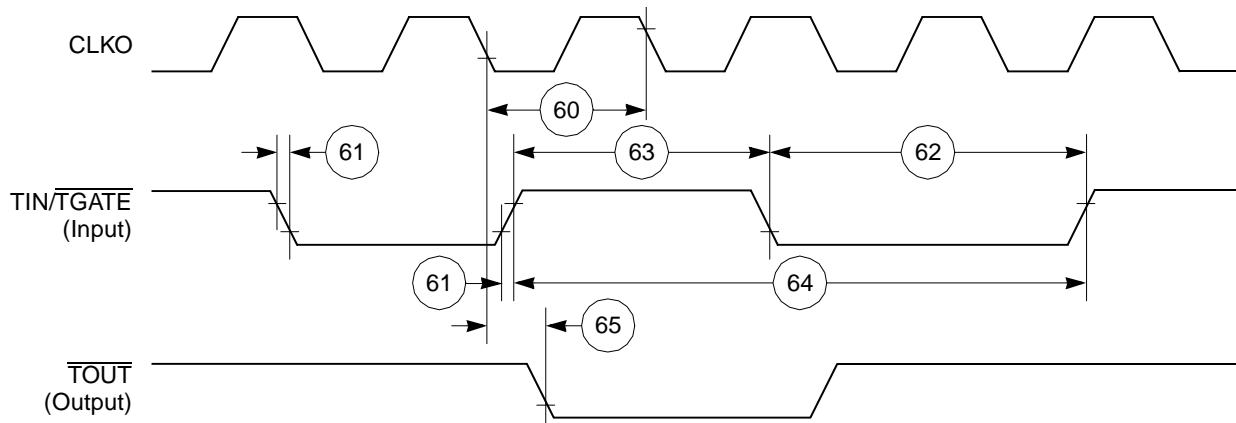 CLKO
60
61
63
62
TIN/TGATE
(Input)
61
64
65
TOUT
(Output)